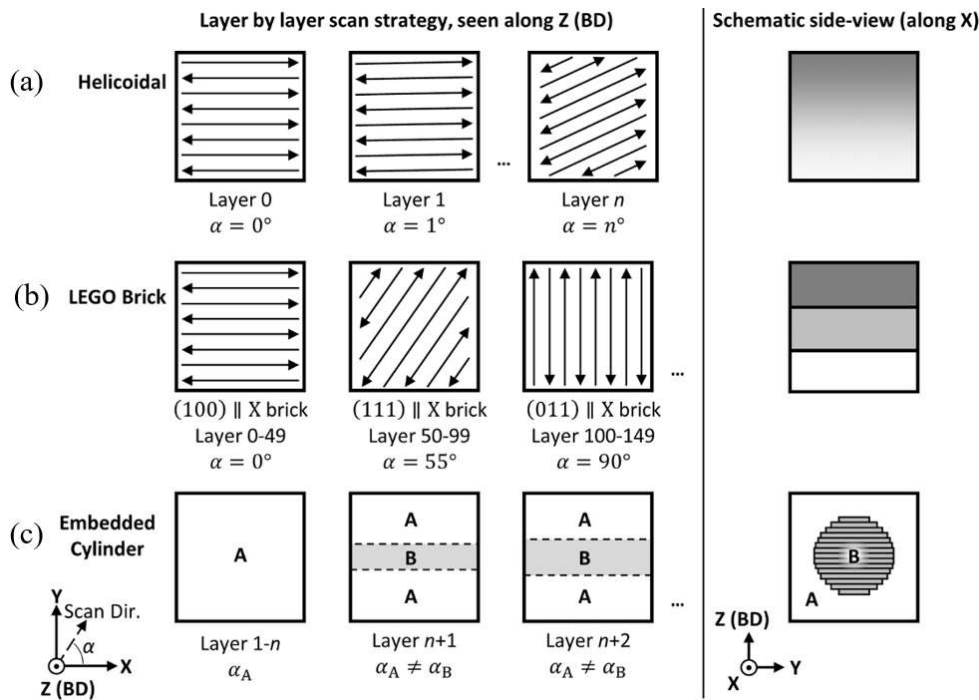 Layer by layer scan strategy, seen along Z (BD)
Schematic side-view (along X)
(a)
Helicoidal
...
Layer 0
Layer 1
Layer n
α = 0°
α = 1°
α = n°
(b)
LEGO Brick
...
(100) ∥ X brick
(111) ∥ X brick
(011) ∥ X brick
Layer 0-49
Layer 50-99
Layer 100-149
α = 0°
α = 55°
α = 90°
(c)
Embedded
Cylinder
A
A
B
A
A
B
A
...
B
A
Layer 1-n
Layer n+1
Layer n+2
αA
αA ≠ αB
αA ≠ αB
Y
Scan Dir.
α
X
Z (BD)
Z (BD)
Y
X